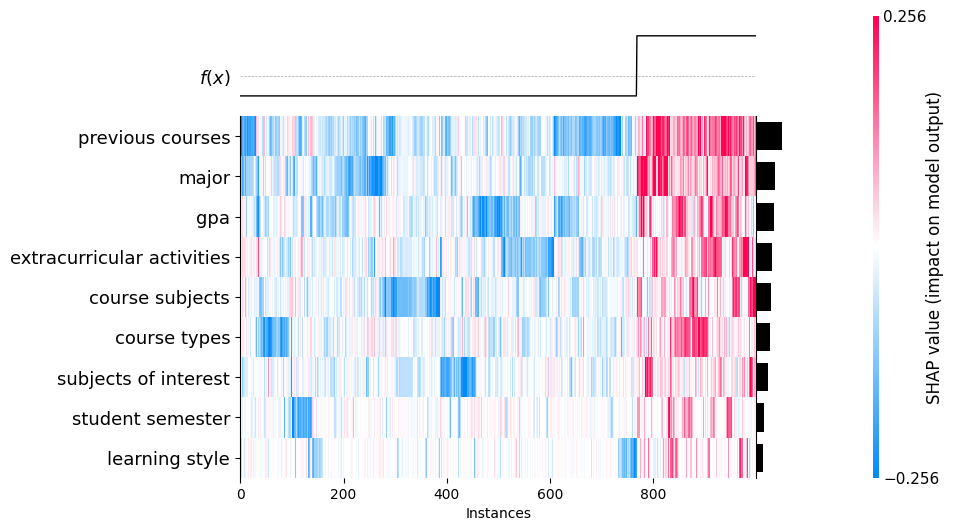 0.256
f(x)
previous courses
major
gpa
extracurricular activities
course subjects
course types
subjects of interest
student semester
learning style
0 200 400 600 800
Instances
SHAP value (impact on model output)
−0.256